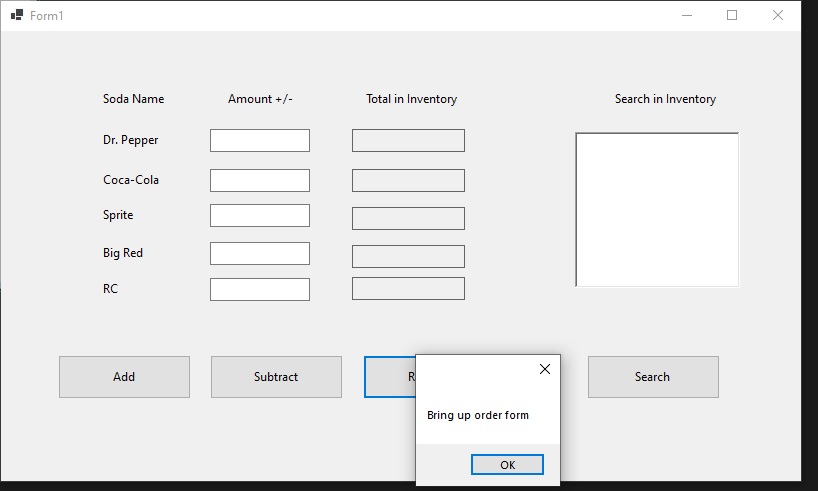 Form1
Soda Name Amount +/- Total in Inventory Search in Inventory
Dr. Pepper
Coca-Cola
Sprite
Big Red
RC
Add Subtract R Search
Bring up order form
OK